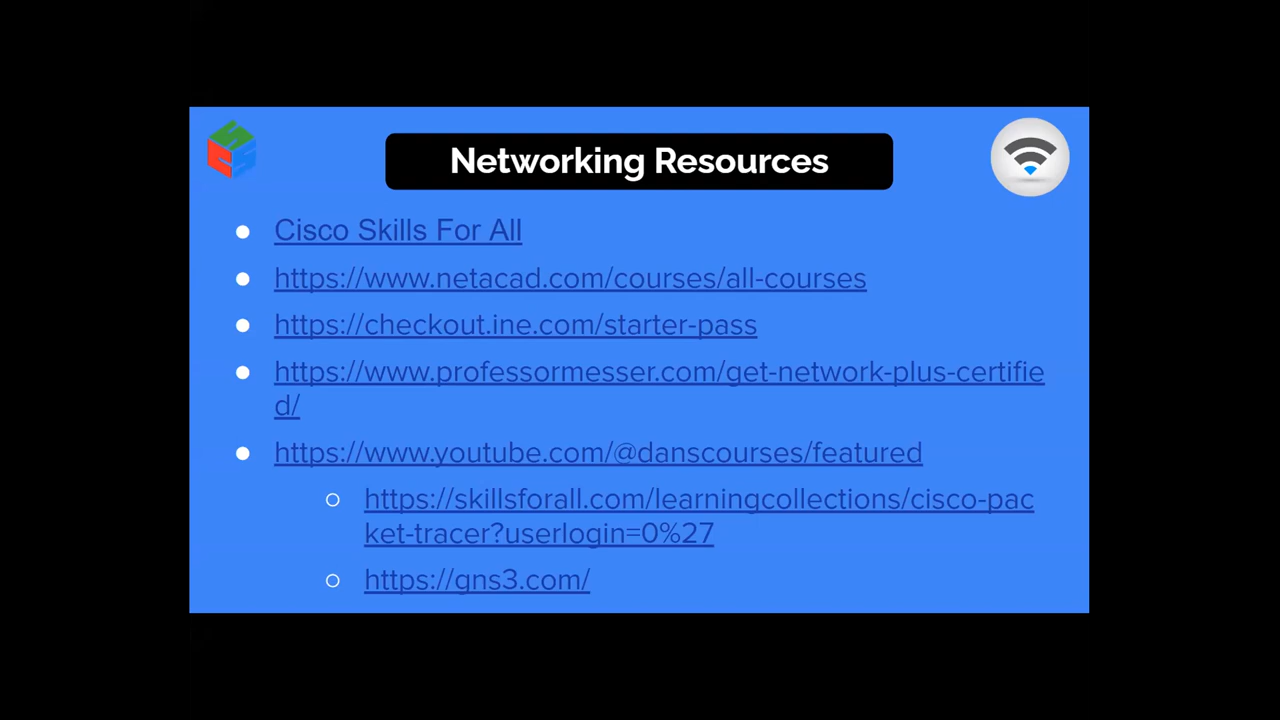 Networking Resources
Cisco Skills For All
https://www.netacad.com/courses/all-courses
https://checkout.ine.com/starter-pass
https://www.professormesser.com/get-network-plus-certifie
d/
https://www.youtube.com/@danscourses/featured
https://skillsforall.com/learningcollections/cisco-pac
ket-tracer?userlogin=0%27
https://gns3.com/